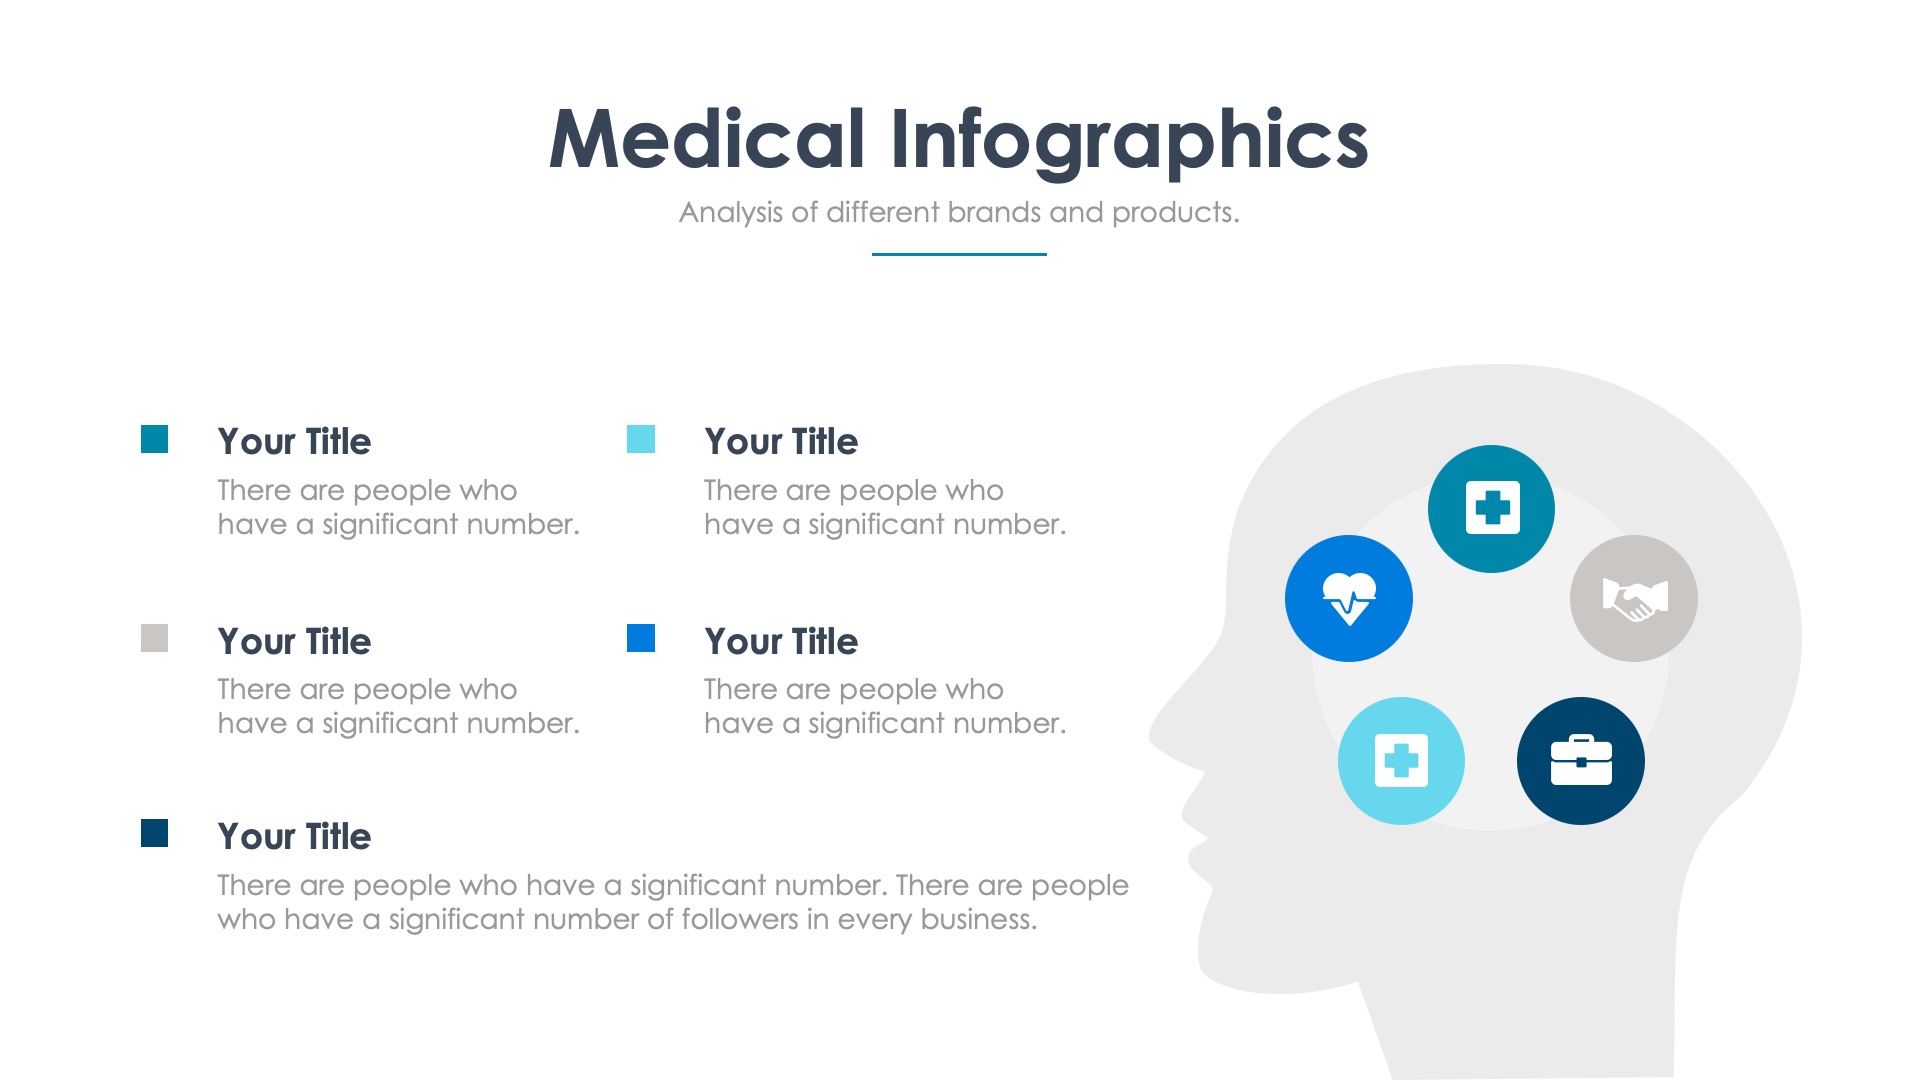 Medical Infographics
Analysis of different brands and products.
Your Title
There are people who
have a significant number.
Your Title
There are people who
have a significant number.
Your Title
There are people who
have a significant number.
Your Title
There are people who
have a significant number.
Your Title
There are people who have a significant number. There are people
who have a significant number of followers in every business.